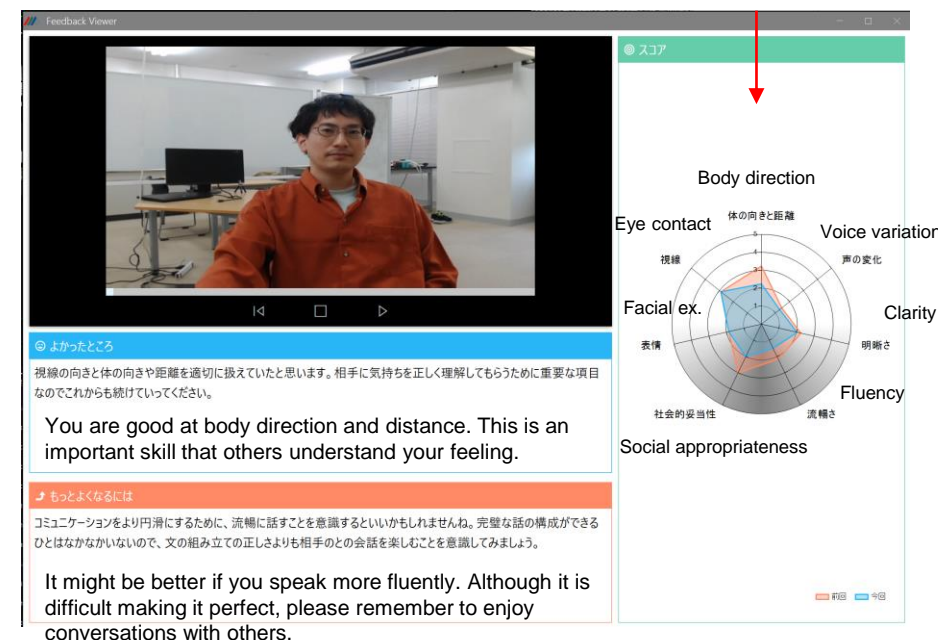 Feedback Viewer
スコア
Body direction
体の向きと距離
Eye contact
Voice variation
視線
声の変化
5
4
3
2
1
Facial ex.
Clarity
表情
明晰さ
Fluency
社会的妥当性
流暢さ
Social appropriateness
前回 今回
よかったところ
視線の向きと体の向きや距離を適切に扱えていたと思います。相手に気持ちを正しく理解してもらうために重要な項目
なのでこれからも続けていってください。
You are good at body direction and distance. This is an
important skill that others understand your feeling.
もっとよくなるには
コミュニケーションをより円滑にするために、流暢に話すことを意識するといいかもしれませんね。完璧な話の構成ができる
ひとはなかなかいないので、文の組み立ての正しさよりも相手のとの会話を楽しむことを意識してみましょう。
It might be better if you speak more fluently. Although it is
difficult making it perfect, please remember to enjoy
conversations with others.